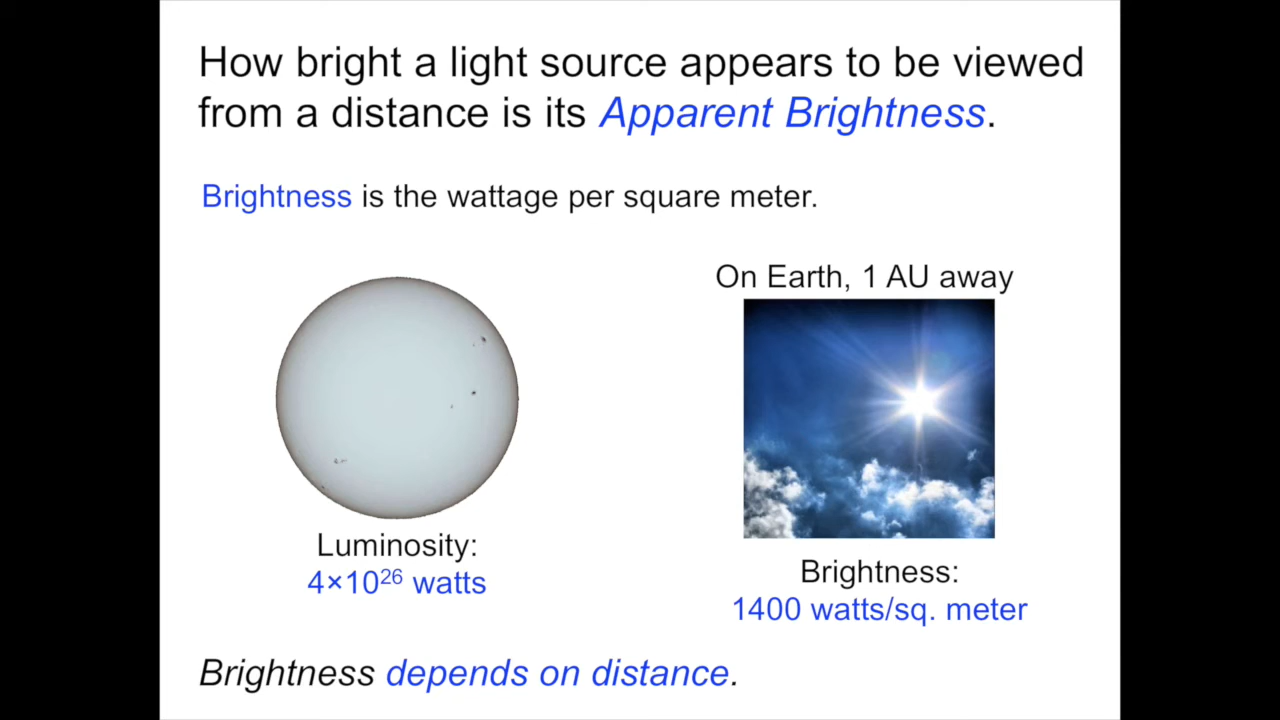 How bright a light source appears to be viewed
from a distance is its Apparent Brightness.
Brightness is the wattage per square meter.
On Earth, 1 AU away
Luminosity:
4×10²⁶ watts
Brightness:
1400 watts/sq. meter
Brightness depends on distance.